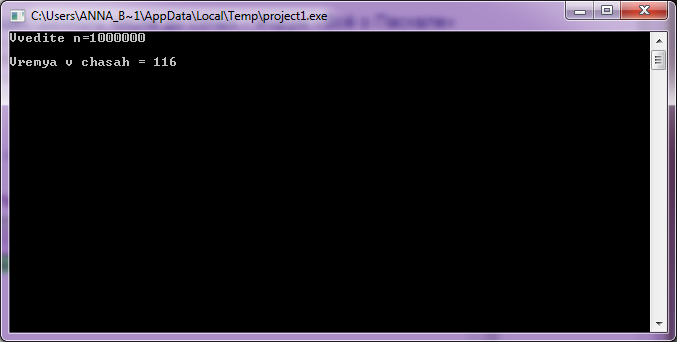 C:\Users\ANNA_B~1\AppData\Local\Temp\project1.exe
Vvedite n=1000000
Vremya v chasah = 116